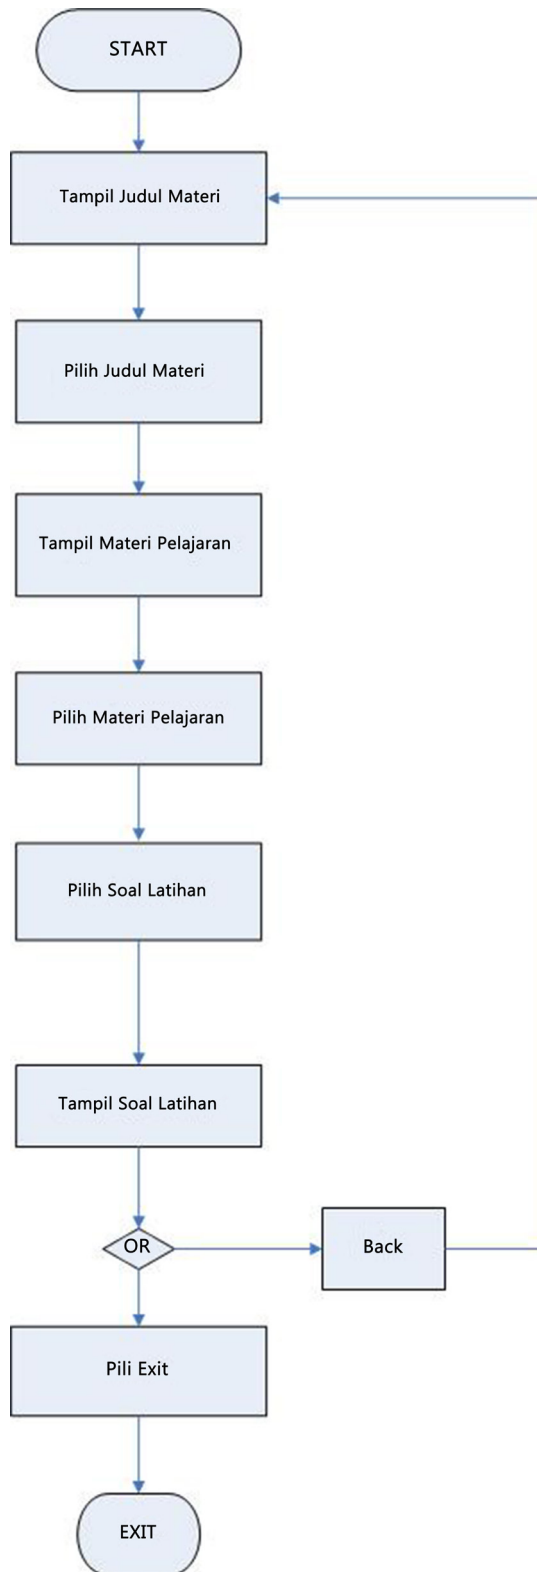 START
Tampil Judul Materi
Pilih Judul Materi
Tampil Materi Pelajaran
Pilih Materi Pelajaran
Pilih Soal Latihan
Tampil Soal Latihan
OR
Back
Pili Exit
EXIT